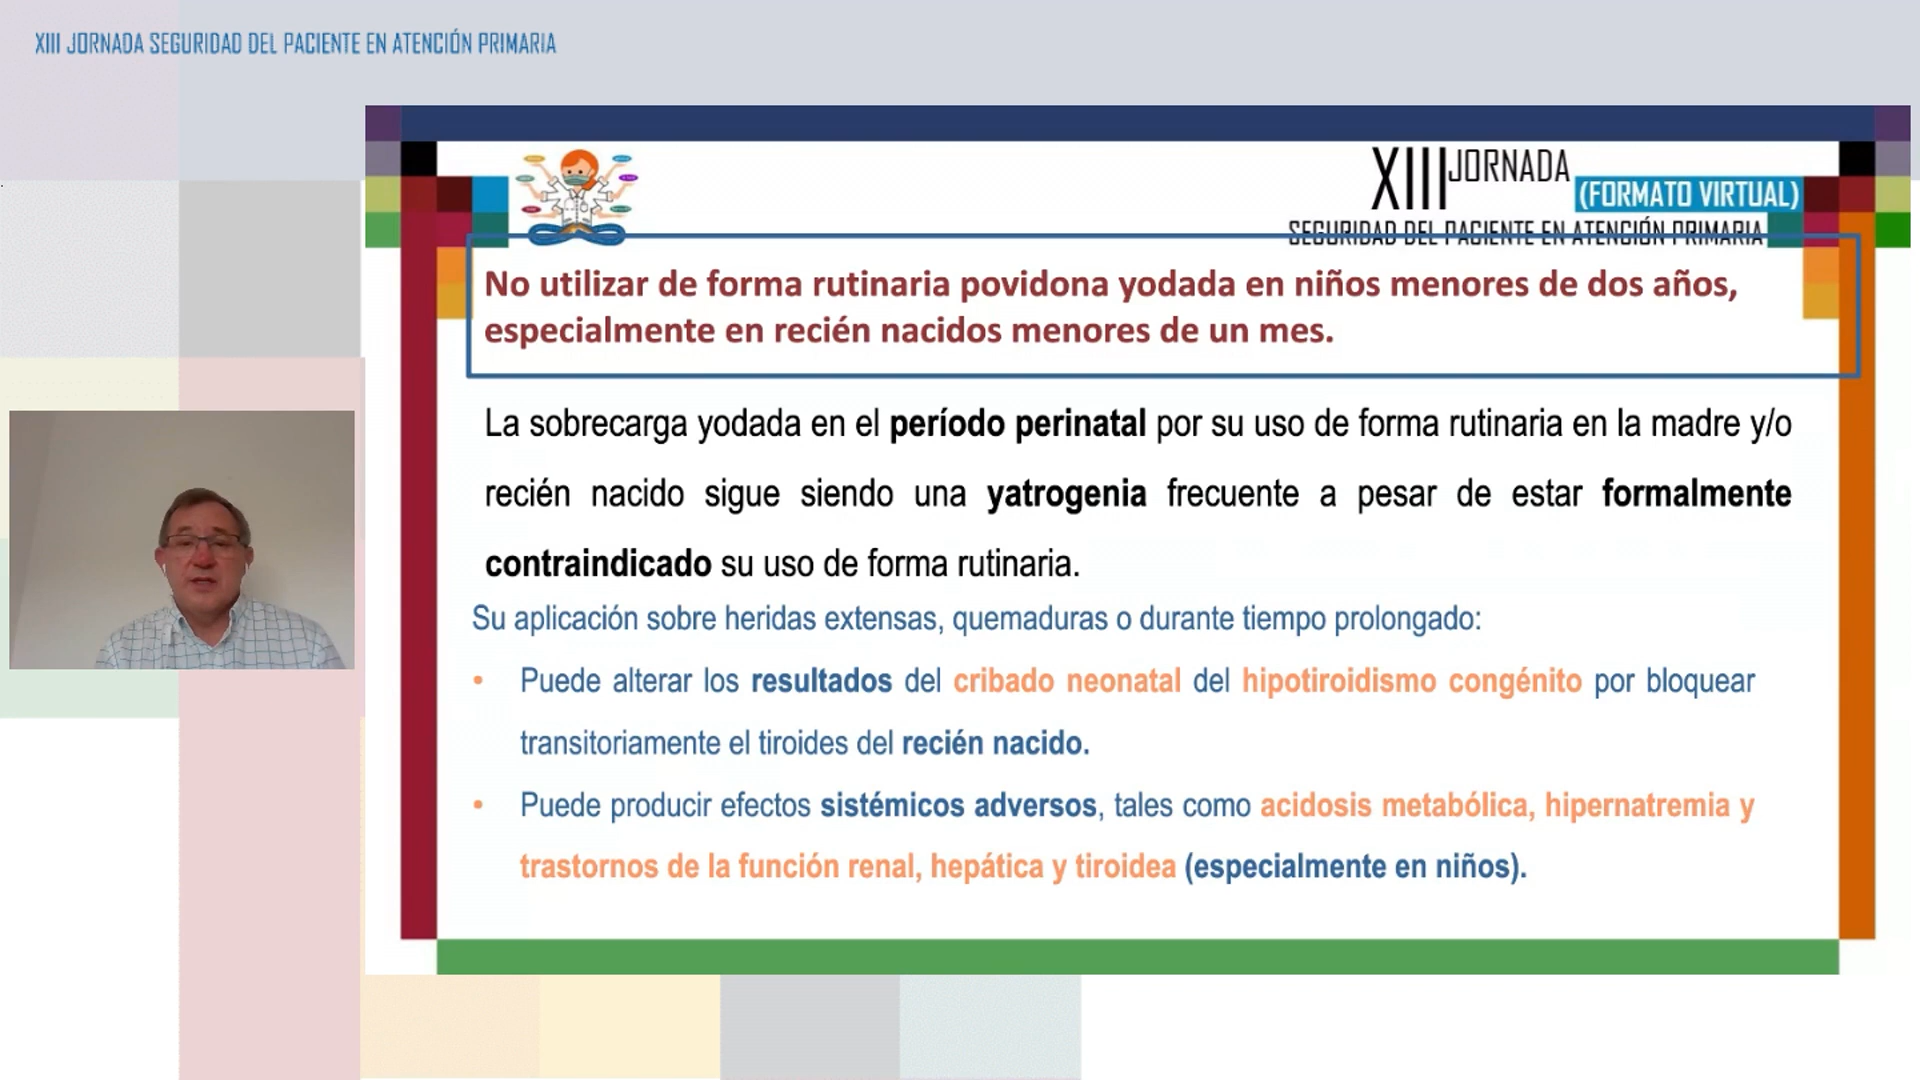 XIII JORNADA SEGURIDAD DEL PACIENTE EN ATENCIÓN PRIMARIA
XIII JORNADA
(FORMATO VIRTUAL)
SEGURIDAD DEL PACIENTE EN ATENCIÓN PRIMARIA
No utilizar de forma rutinaria povidona yodada en niños menores de dos años,
especialmente en recién nacidos menores de un mes.
La sobrecarga yodada en el período perinatal por su uso de forma rutinaria en la madre y/o
recién nacido sigue siendo una yatrogenia frecuente a pesar de estar formalmente
contraindicado su uso de forma rutinaria.
Su aplicación sobre heridas extensas, quemaduras o durante tiempo prolongado:
• Puede alterar los resultados del cribado neonatal del hipotiroidismo congénito por bloquear
transitoriamente el tiroides del recién nacido.
• Puede producir efectos sistémicos adversos, tales como acidosis metabólica, hipernatremia y
trastornos de la función renal, hepática y tiroidea (especialmente en niños).